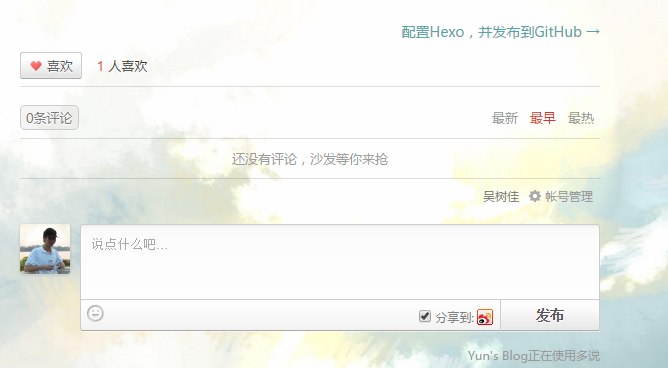 配置Hexo，并发布到GitHub →
喜欢 1 人喜欢
0条评论 最新 最早 最热
还没有评论，沙发等你来抢
吴树佳 帐号管理
说点什么吧...
分享到: 发布
Yun's Blog正在使用多说